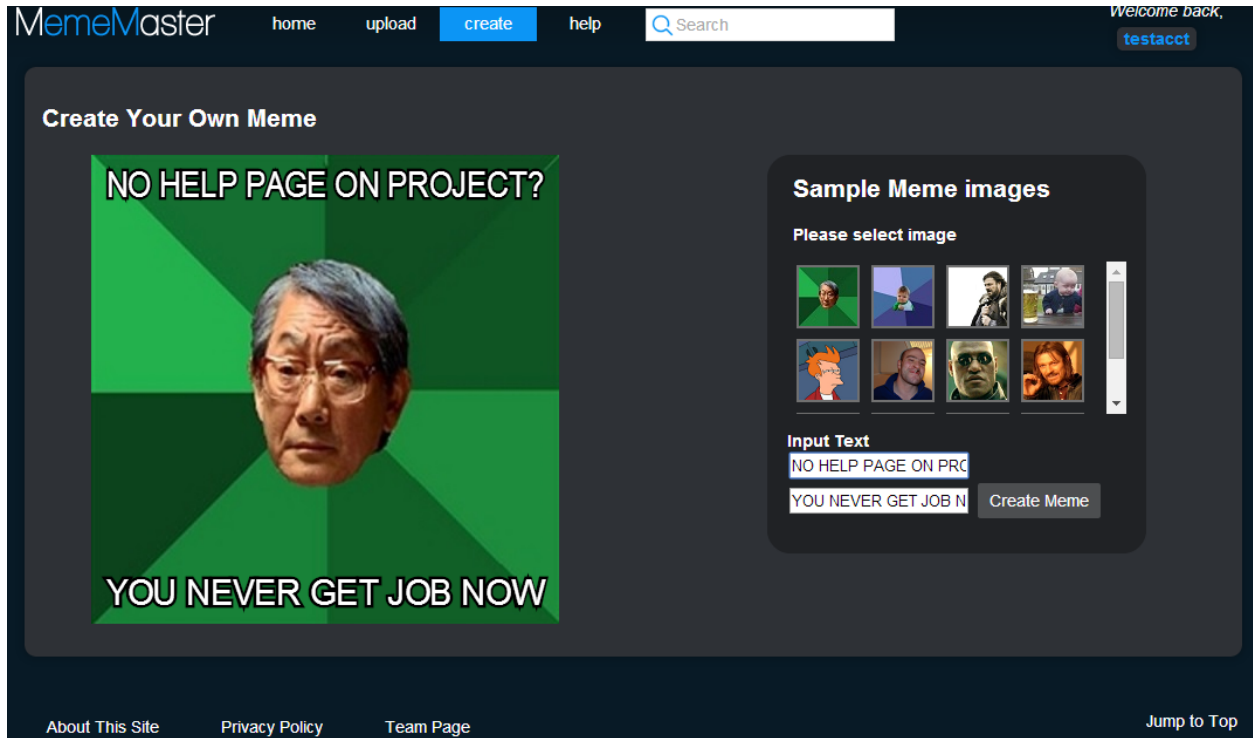 MemeMaster
home
upload
create
help
Search
Welcome back,
testacct
Create Your Own Meme
NO HELP PAGE ON PROJECT?
YOU NEVER GET JOB NOW
Sample Meme images
Please select image
Input Text
NO HELP PAGE ON PRO
YOU NEVER GET JOB N
Create Meme
About This Site
Privacy Policy
Team Page
Jump to Top